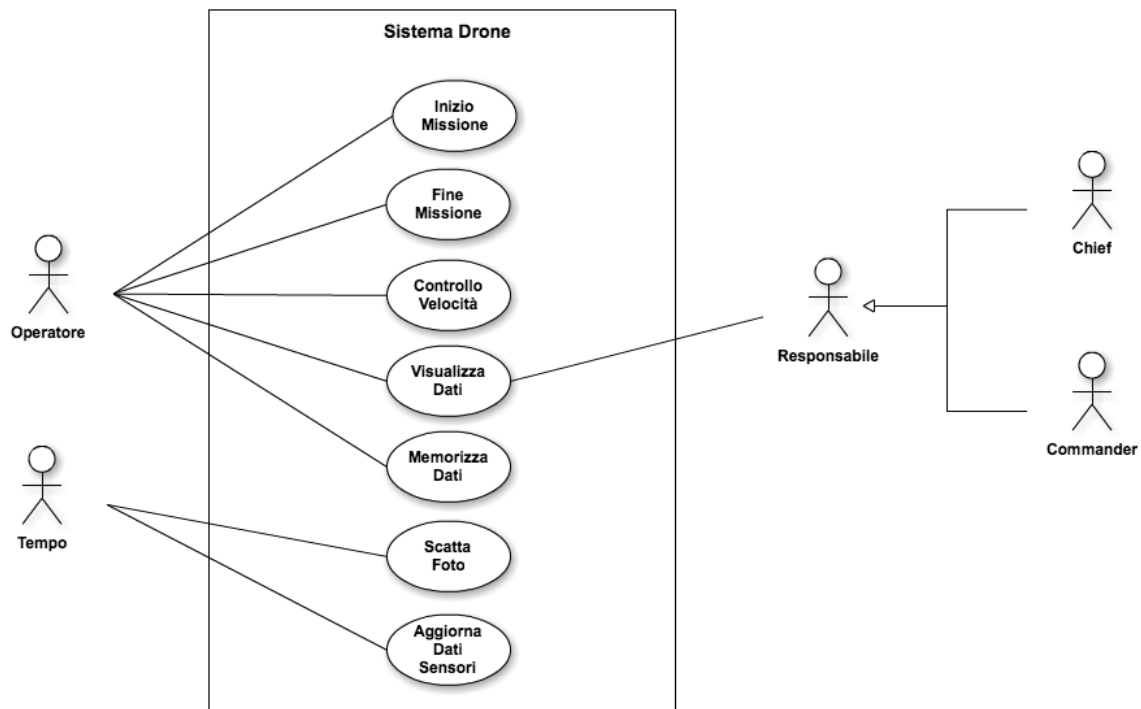 Sistema Drone
Inizio
Missione
Fine
Missione
Controllo
Velocità
Visualizza
Dati
Memorizza
Dati
Scatta
Foto
Aggiorna
Dati
Sensori
Operatore
Tempo
Responsabile
Chief
Commander